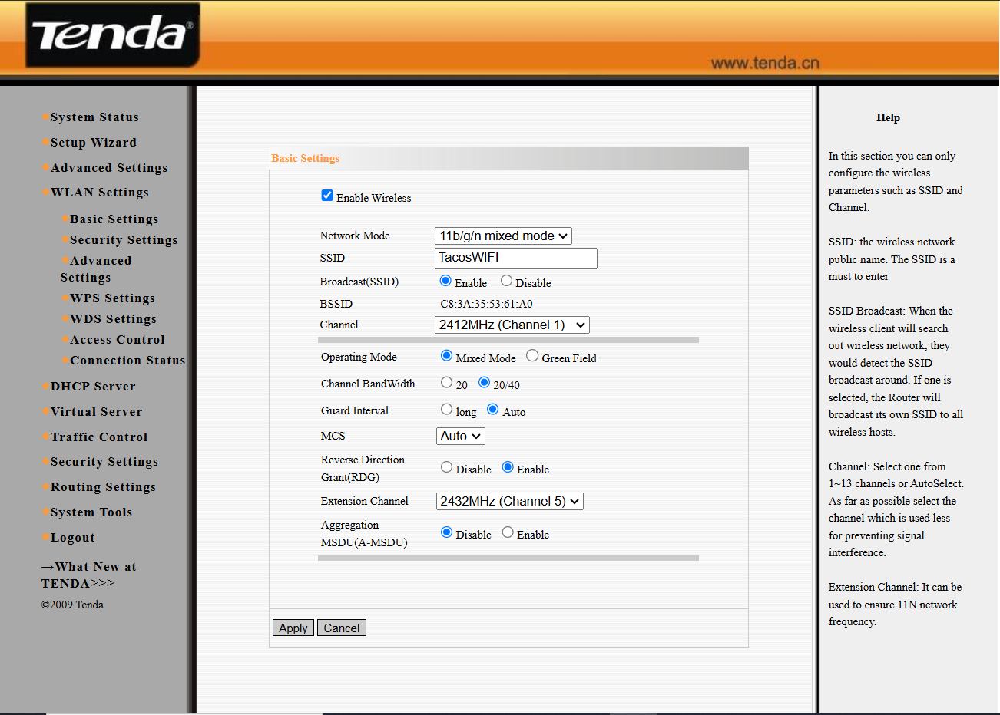 Tenda®
www.tenda.cn
System Status
Setup Wizard
Advanced Settings
WLAN Settings
Basic Settings
Security Settings
Advanced
Settings
WPS Settings
WDS Settings
Access Control
Connection Status
DHCP Server
Virtual Server
Traffic Control
Security Settings
Routing Settings
System Tools
Logout
→What New at
TENDA>>>
©2009 Tenda
Basic Settings
Enable Wireless
Network Mode 11b/g/n mixed mode
SSID TacosWIFI
Broadcast(SSID) Enable Disable
BSSID C8:3A:35:53:61:A0
Channel 2412MHz (Channel 1)
Operating Mode Mixed Mode Green Field
Channel BandWidth 20 20/40
Guard Interval long Auto
MCS Auto
Reverse Direction
Grant(RDG) Disable Enable
Extension Channel 2432MHz (Channel 5)
Aggregation
MSDU(A-MSDU) Disable Enable
Apply Cancel
Help
In this section you can only
configure the wireless
parameters such as SSID and
Channel.
SSID: the wireless network
public name. The SSID is a
must to enter
SSID Broadcast: When the
wireless client will search
out wireless network, they
would detect the SSID
broadcast around. If one is
selected, the Router will
broadcast its own SSID to all
wireless hosts.
Channel: Select one from
1~13 channels or AutoSelect.
As far as possible select the
channel which is used less
for preventing signal
interference.
Extension Channel: It can be
used to ensure 11N network
frequency.